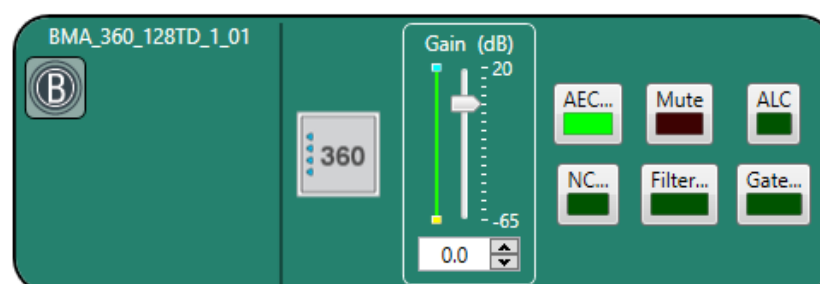 BMA_360_128TD_1_01
B
360
Gain (dB)
20
-65
0.0
AEC...
Mute
ALC
NC...
Filter...
Gate...